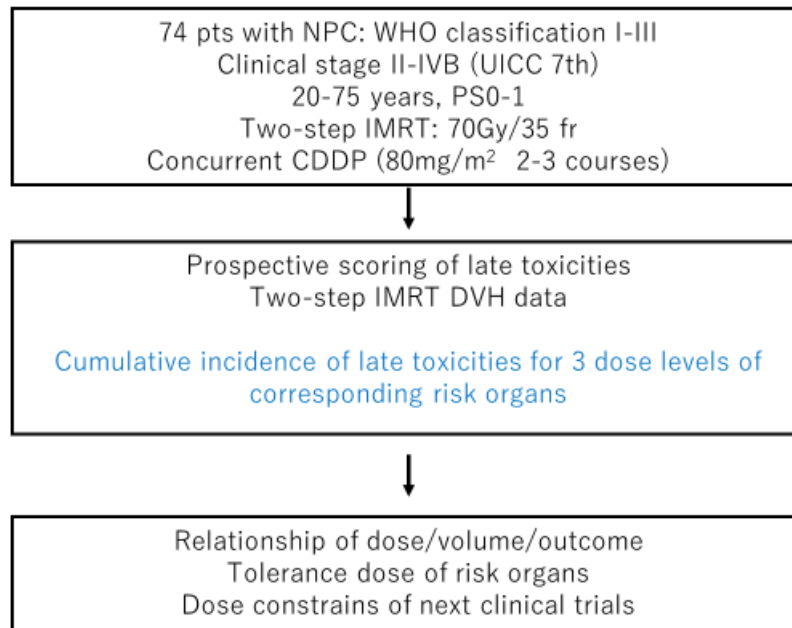 74 pts with NPC: WHO classification I-III
Clinical stage II-IVB (UICC 7th)
20-75 years, PS0-1
Two-step IMRT: 70Gy/35 fr
Concurrent CDDP (80mg/m² 2-3 courses)
Prospective scoring of late toxicities
Two-step IMRT DVH data
Cumulative incidence of late toxicities for 3 dose levels of
corresponding risk organs
Relationship of dose/volume/outcome
Tolerance dose of risk organs
Dose constrains of next clinical trials